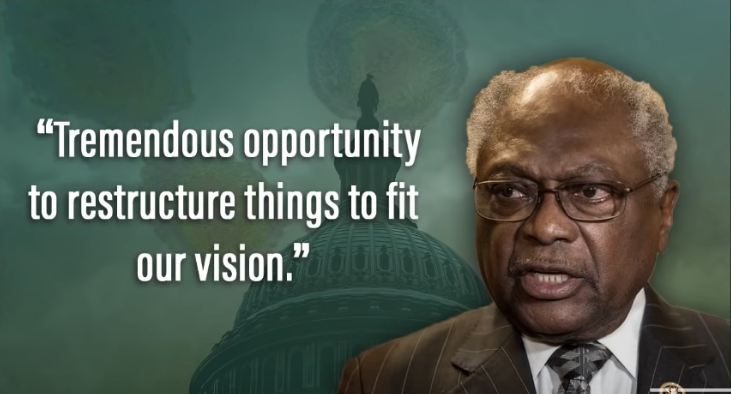 “Tremendous opportunity
to restructure things to fit
our vision.”